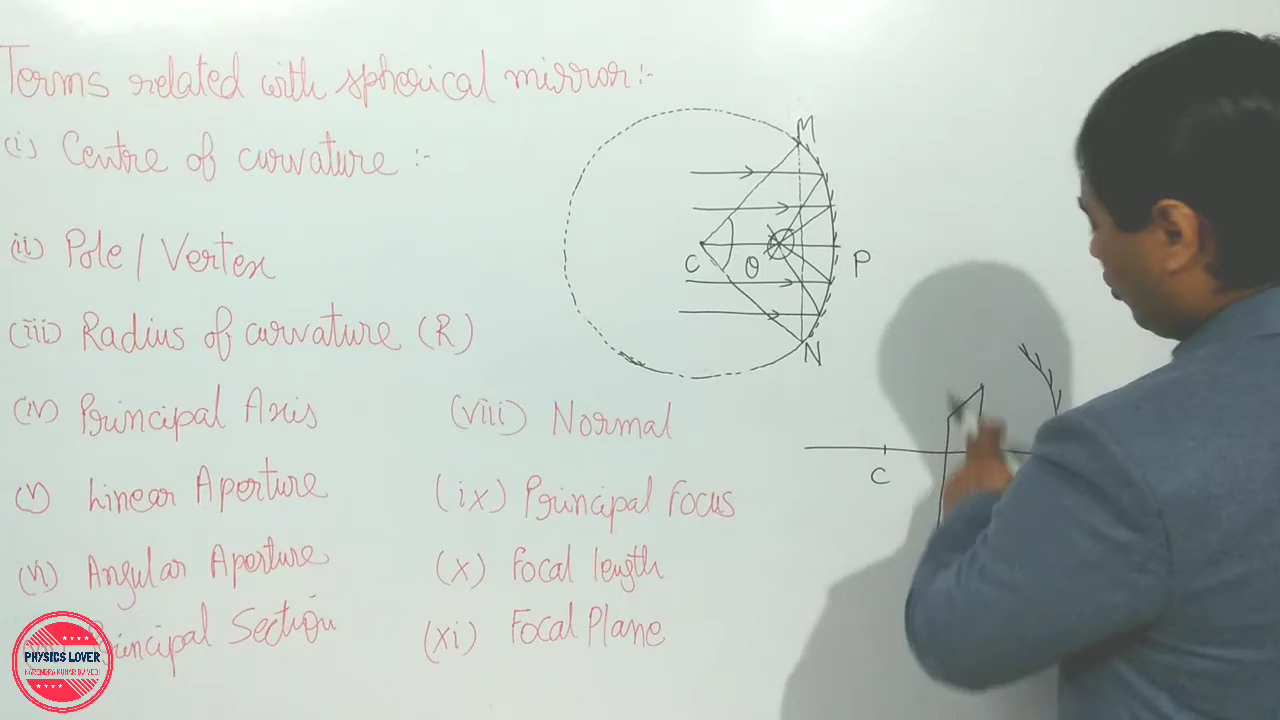 Terms related with spherical mirror:-
(i) Centre of curvature :-
(ii) Pole / Vertex
(iii) Radius of curvature (R)
(iv) Principal Axis
(v) Linear Aperture
(vi) Angular Aperture
Principal Section
(viii) Normal
(ix) Principal Focus
(x) Focal length
(xi) Focal Plane
M
C
θ
P
N
C
PHYSICS LOVER